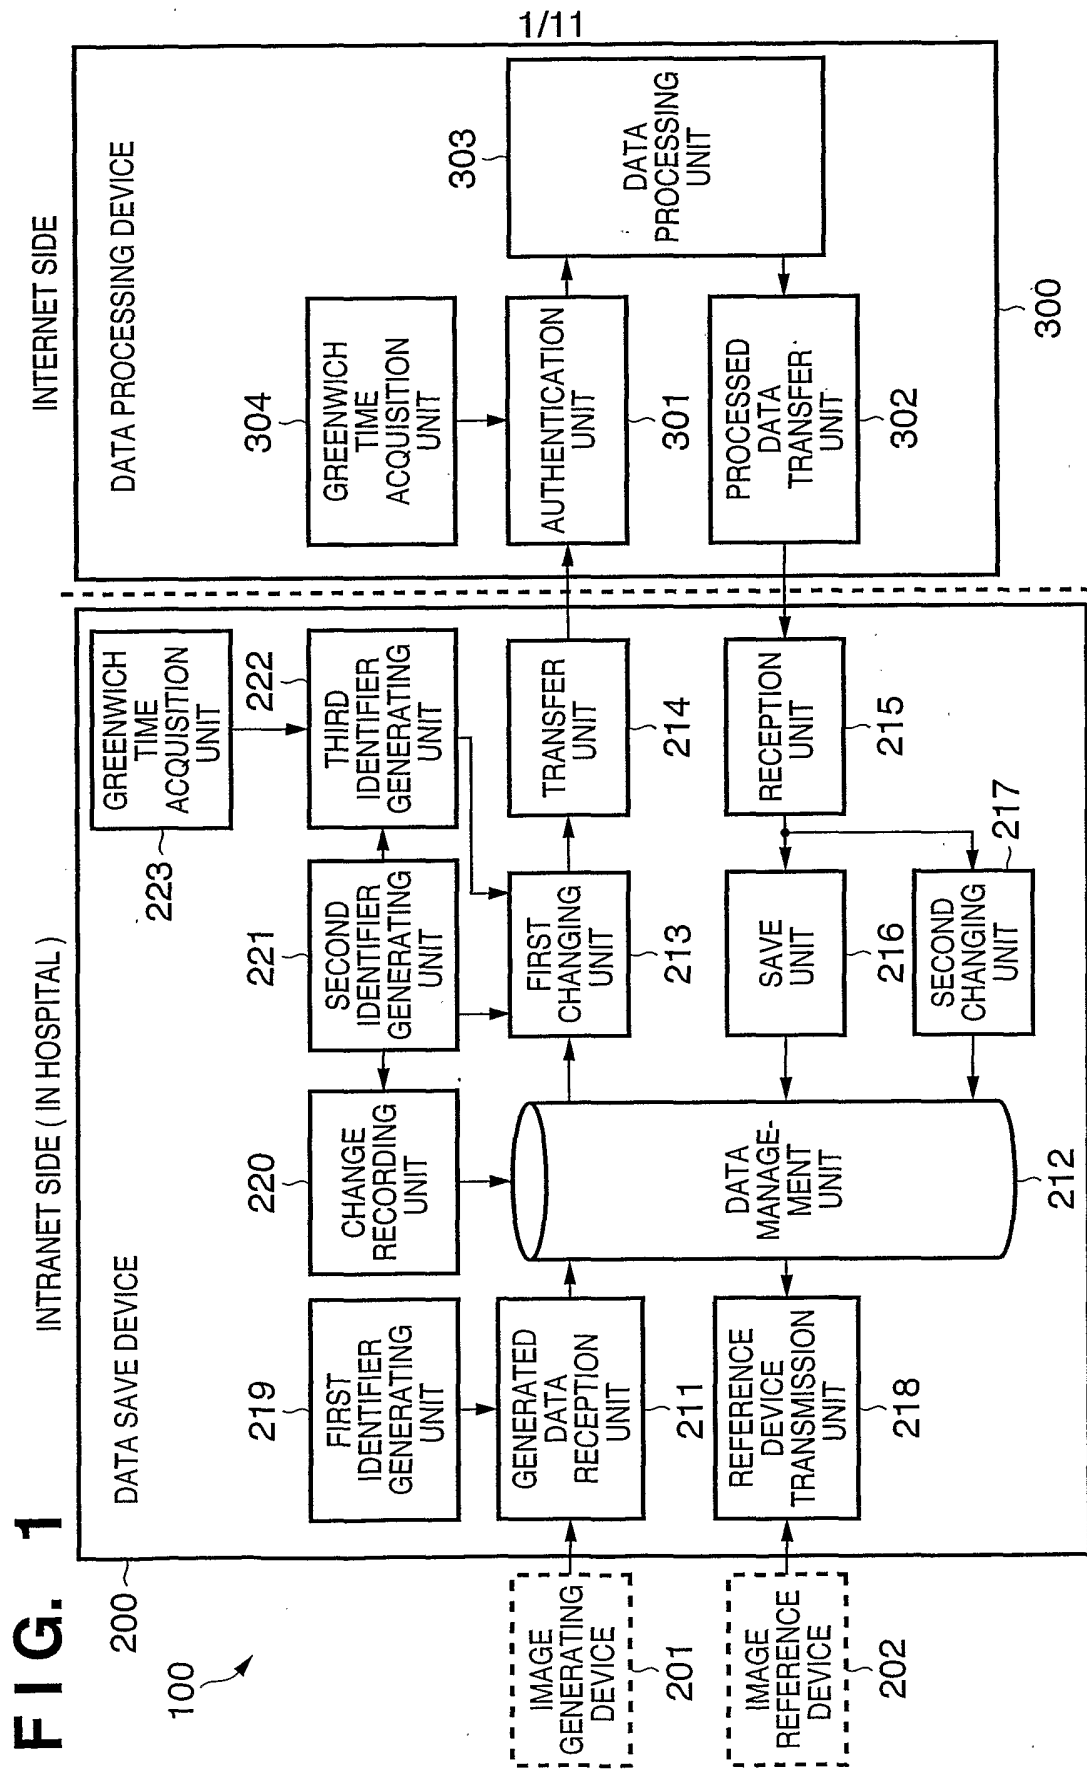 1/11
FIG. 1
INTRANET SIDE ( IN HOSPITAL )
INTERNET SIDE
100
200
DATA SAVE DEVICE
DATA PROCESSING DEVICE
GREENWICH
TIME
ACQUISITION
UNIT
223
219
FIRST
IDENTIFIER
GENERATING
UNIT
220
CHANGE
RECORDING
UNIT
221
SECOND
IDENTIFIER
GENERATING
UNIT
222
THIRD
IDENTIFIER
GENERATING
UNIT
304
GREENWICH
TIME
ACQUISITION
UNIT
303
DATA
PROCESSING
UNIT
IMAGE
GENERATING
DEVICE
201
GENERATED
DATA
RECEPTION
UNIT
211
FIRST
CHANGING
UNIT
213
TRANSFER
UNIT
214
AUTHENTICATION
UNIT
301
IMAGE
REFERENCE
DEVICE
202
REFERENCE
DEVICE
TRANSMISSION
UNIT
218
DATA
MANAGE-
MENT
UNIT
212
SAVE
UNIT
216
RECEPTION
UNIT
215
PROCESSED
DATA
TRANSFER
UNIT
302
SECOND
CHANGING
UNIT
217
300